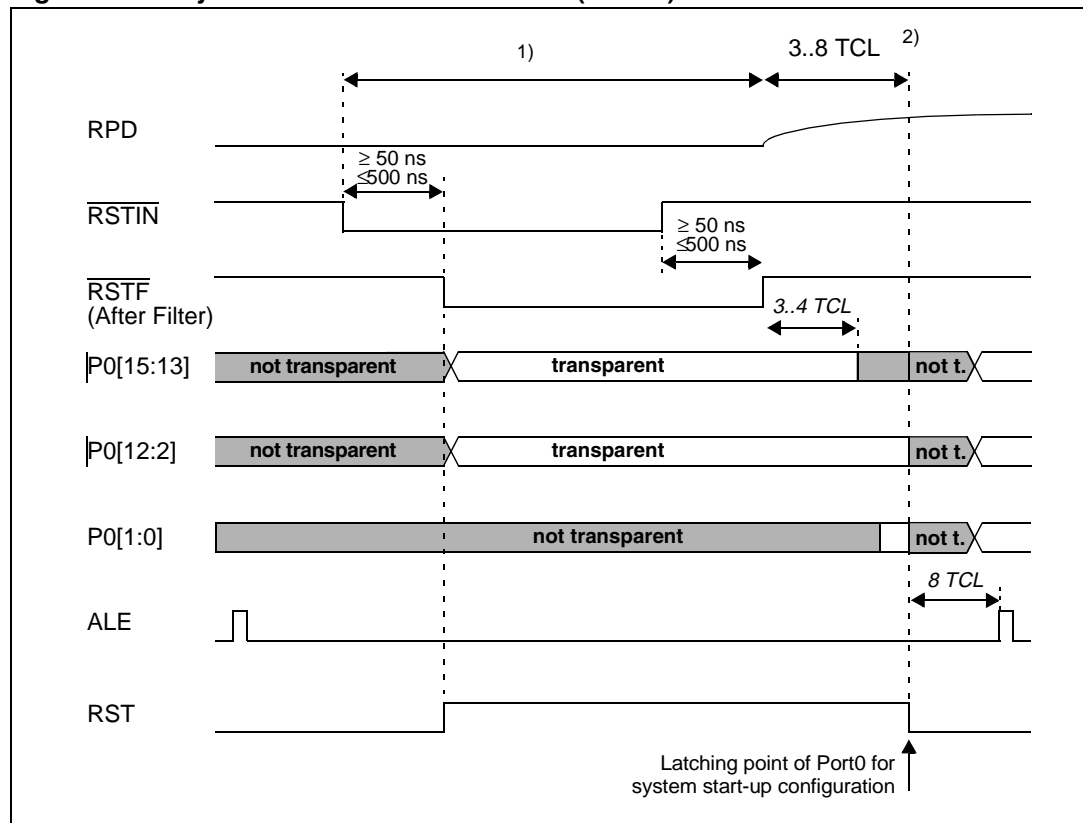 1)
3..8 TCL 2)
RPD
≥ 50 ns
≤500 ns
RSTIN
≥ 50 ns
≤500 ns
RSTF
(After Filter)
3..4 TCL
P0[15:13]
not transparent
transparent
not t.
P0[12:2]
not transparent
transparent
not t.
P0[1:0]
not transparent
not t.
8 TCL
ALE
RST
Latching point of Port0 for
system start-up configuration